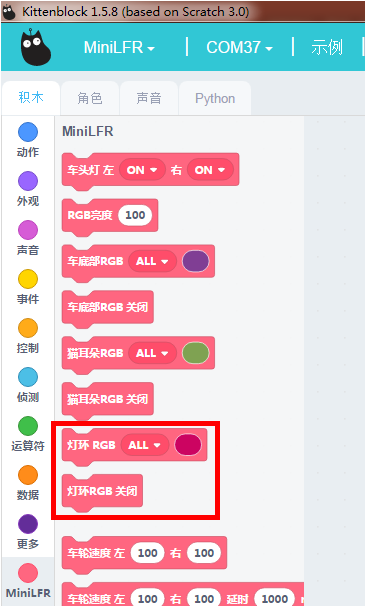 Kittenblock 1.5.8 (based on Scratch 3.0)
MiniLFR COM37 示例
积木 角色 声音 Python
动作
外观
声音
事件
控制
侦测
运算符
数据
更多
MiniLFR
MiniLFR
车头灯 左 ON 右 ON
RGB亮度 100
车底部RGB ALL
车底部RGB 关闭
猫耳朵RGB ALL
猫耳朵RGB 关闭
灯环 RGB ALL
灯环RGB 关闭
车轮速度 左 100 右 100
车轮速度 左 100 右 100 延时 1000